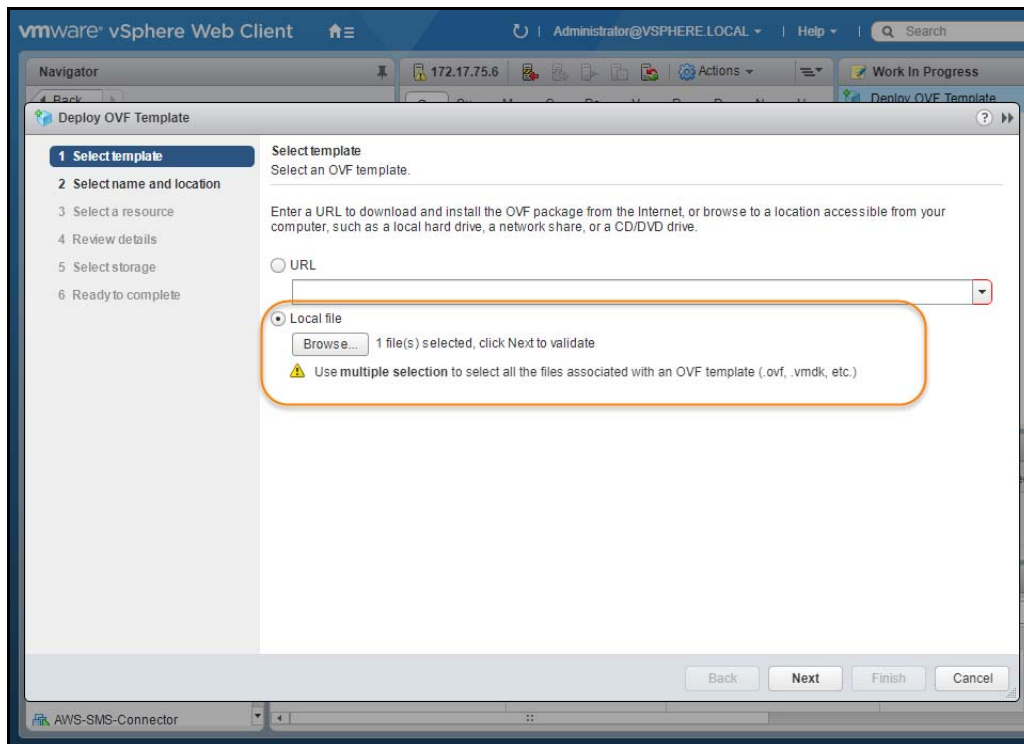 vmware® vSphere Web Client
Administrator@VSPHERE.LOCAL
Help
Search
Navigator
172.17.75.6
Actions
Work In Progress
Back
Deploy OVF Template
Deploy OVF Template
1 Select template
2 Select name and location
3 Select a resource
4 Review details
5 Select storage
6 Ready to complete
Select template
Select an OVF template.
Enter a URL to download and install the OVF package from the Internet, or browse to a location accessible from your
computer, such as a local hard drive, a network share, or a CD/DVD drive.
URL
Local file
Browse... 1 file(s) selected, click Next to validate
Use multiple selection to select all the files associated with an OVF template (.ovf, .vmdk, etc.)
Back Next Finish Cancel
AWS-SMS-Connector